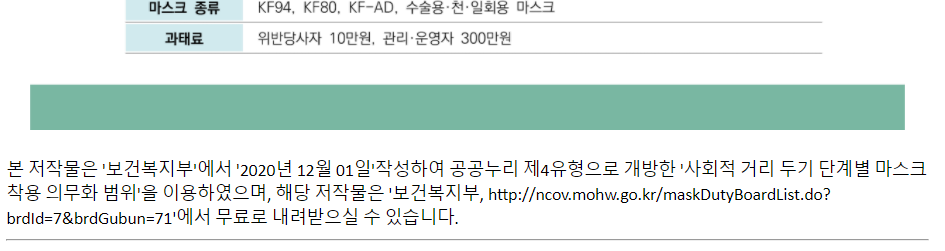 마스크 종류 KF94, KF80, KF-AD, 수술용·천·일회용 마스크
과태료 위반당사자 10만원, 관리·운영자 300만원
본 저작물은 '보건복지부'에서 '2020년 12월 01일'작성하여 공공누리 제4유형으로 개방한 '사회적 거리 두기 단계별 마스크
착용 의무화 범위'을 이용하였으며, 해당 저작물은 '보건복지부, http://ncov.mohw.go.kr/maskDutyBoardList.do?
brdId=7&brdGubun=71'에서 무료로 내려받으실 수 있습니다.